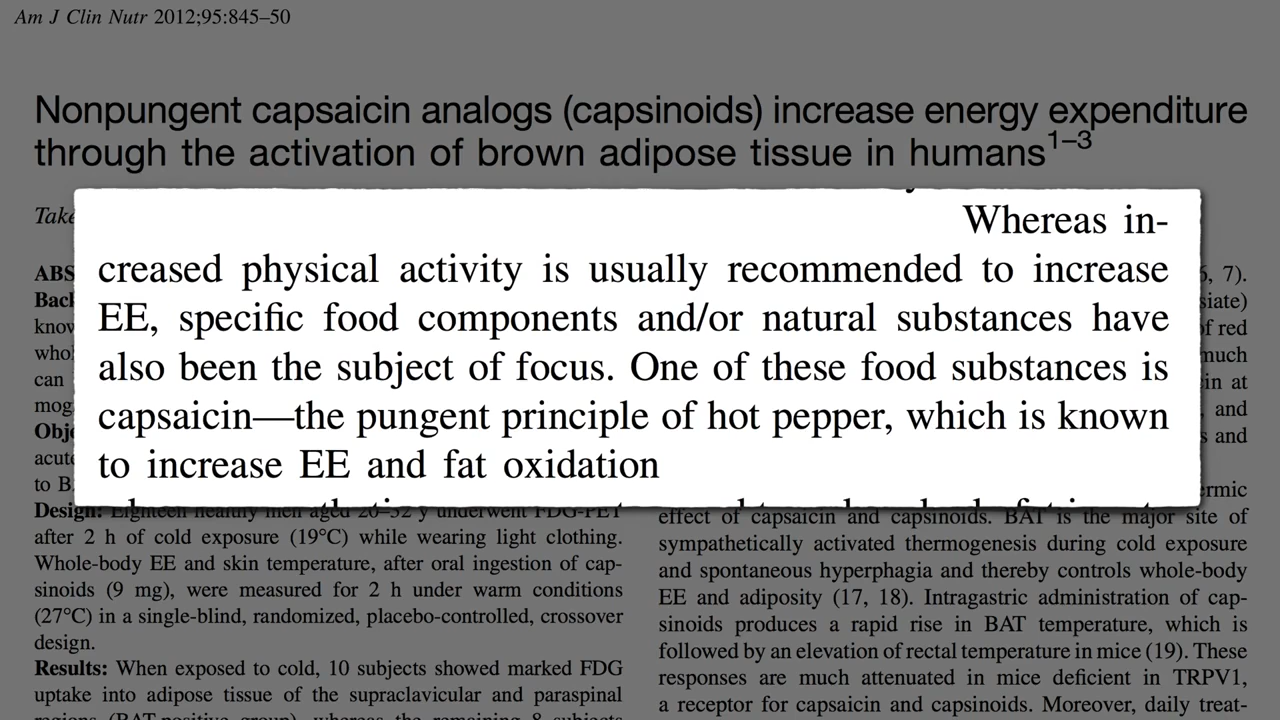 Am J Clin Nutr 2012;95:845–50
Nonpungent capsaicin analogs (capsinoids) increase energy expenditure
through the activation of brown adipose tissue in humans1–3
Whereas in-
creased physical activity is usually recommended to increase
EE, specific food components and/or natural substances have
also been the subject of focus. One of these food substances is
capsaicin—the pungent principle of hot pepper, which is known
to increase EE and fat oxidation
Design: Eighteen healthy men aged 20–32 y underwent FDG-PET
after 2 h of cold exposure (19°C) while wearing light clothing.
Whole-body EE and skin temperature, after oral ingestion of cap-
sinoids (9 mg), were measured for 2 h under warm conditions
(27°C) in a single-blind, randomized, placebo-controlled, crossover
design.
Results: When exposed to cold, 10 subjects showed marked FDG
uptake into adipose tissue of the supraclavicular and paraspinal
regions (BAT-positive group), whereas the remaining 8 subjects
effect of capsaicin and capsinoids. BAT is the major site of
sympathetically activated thermogenesis during cold exposure
and spontaneous hyperphagia and thereby controls whole-body
EE and adiposity (17, 18). Intragastric administration of cap-
sinoids produces a rapid rise in BAT temperature, which is
followed by an elevation of rectal temperature in mice (19). These
responses are much attenuated in mice deficient in TRPV1,
a receptor for capsaicin and capsinoids. Moreover, daily treat-